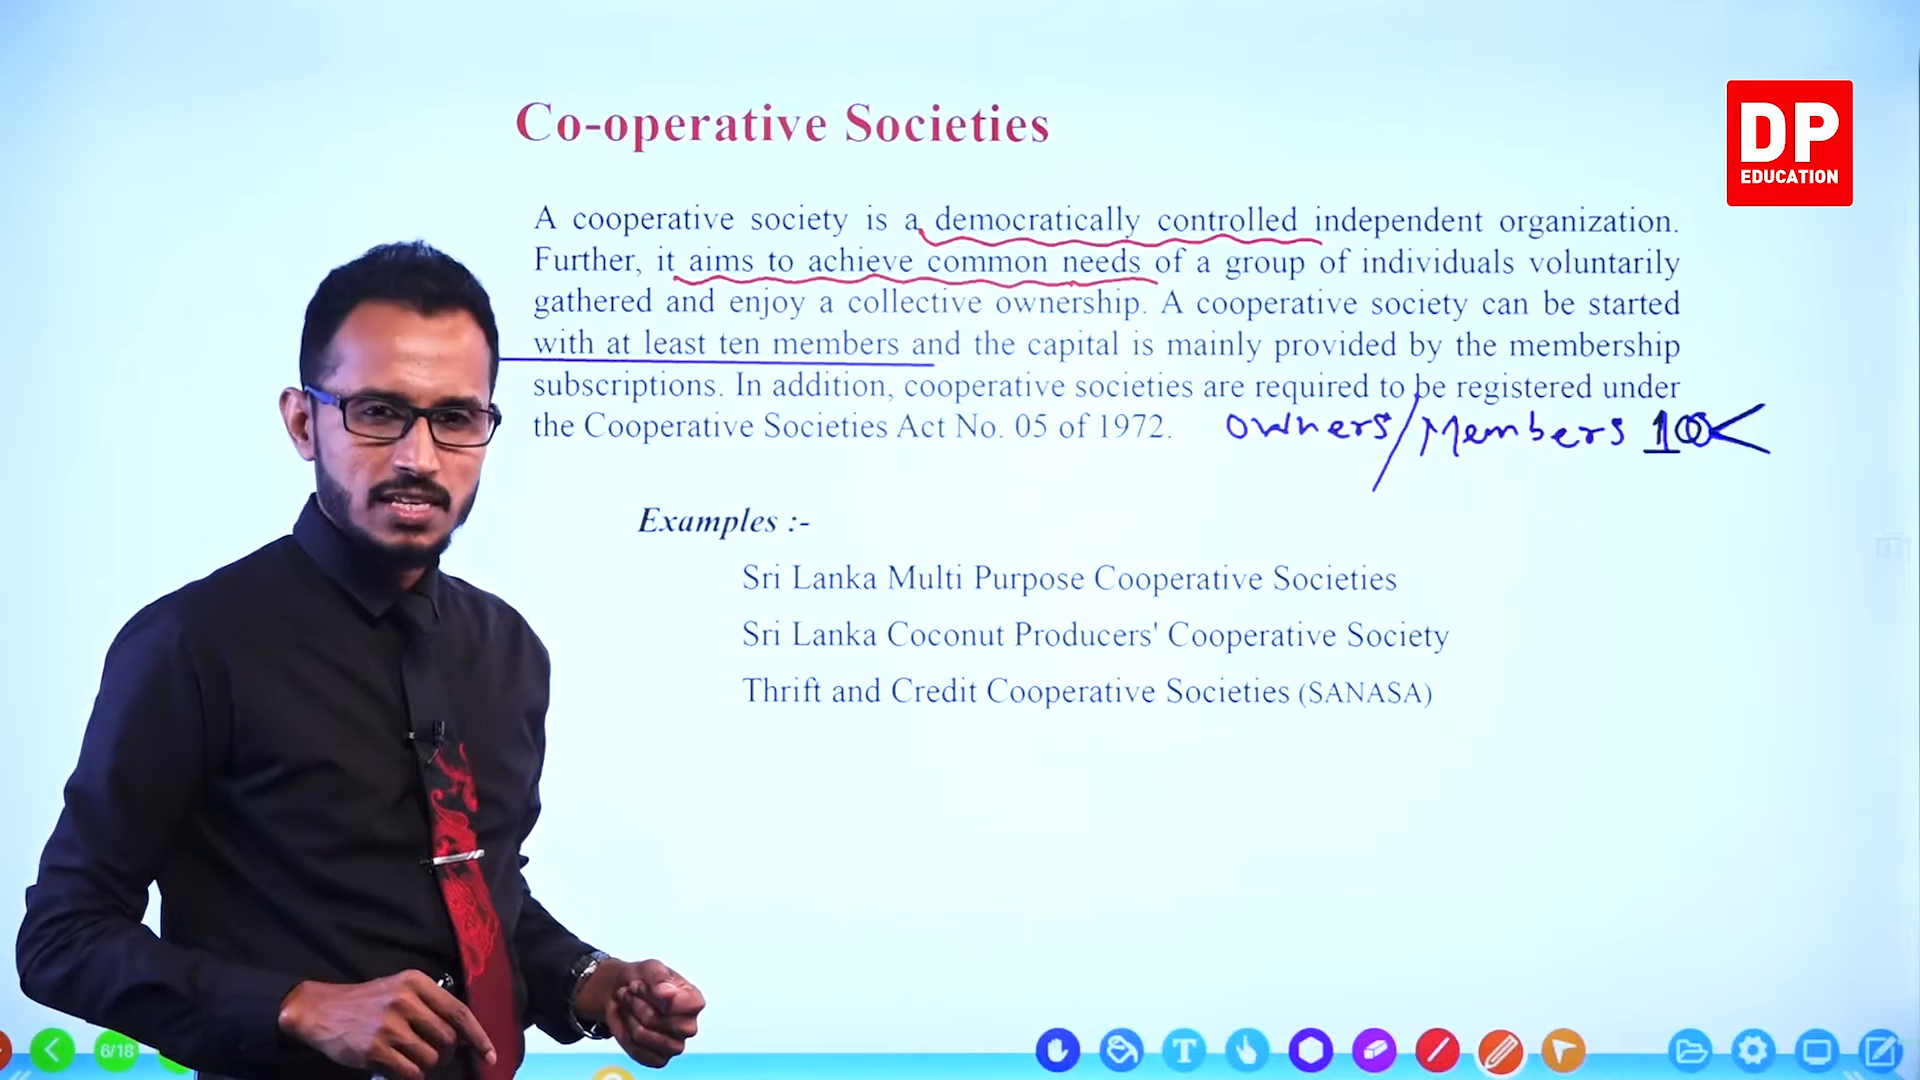 Co-operative Societies
DP
EDUCATION
A cooperative society is a democratically controlled independent organization.
Further, it aims to achieve common needs of a group of individuals voluntarily
gathered and enjoy a collective ownership. A cooperative society can be started
with at least ten members and the capital is mainly provided by the membership
subscriptions. In addition, cooperative societies are required to be registered under
the Cooperative Societies Act No. 05 of 1972.
Owners/Members 10<
Examples :-
Sri Lanka Multi Purpose Cooperative Societies
Sri Lanka Coconut Producers' Cooperative Society
Thrift and Credit Cooperative Societies (SANASA)
6/18
T